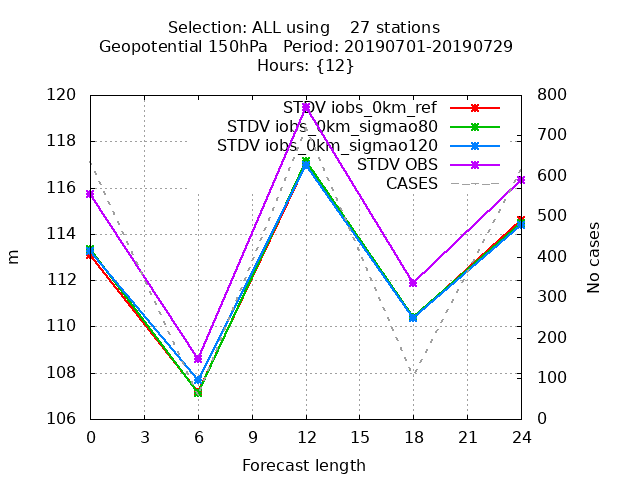 Selection: ALL using 27 stations
Geopotential 150hPa Period: 20190701-20190729
Hours: {12}
STDV iobs_0km_ref
STDV iobs_0km_sigmao80
STDV iobs_0km_sigmao120
STDV OBS
CASES
120
118
116
114
112
110
108
106
m
800
700
600
500
400
300
200
100
0
No cases
0 3 6 9 12 15 18 21 24
Forecast length